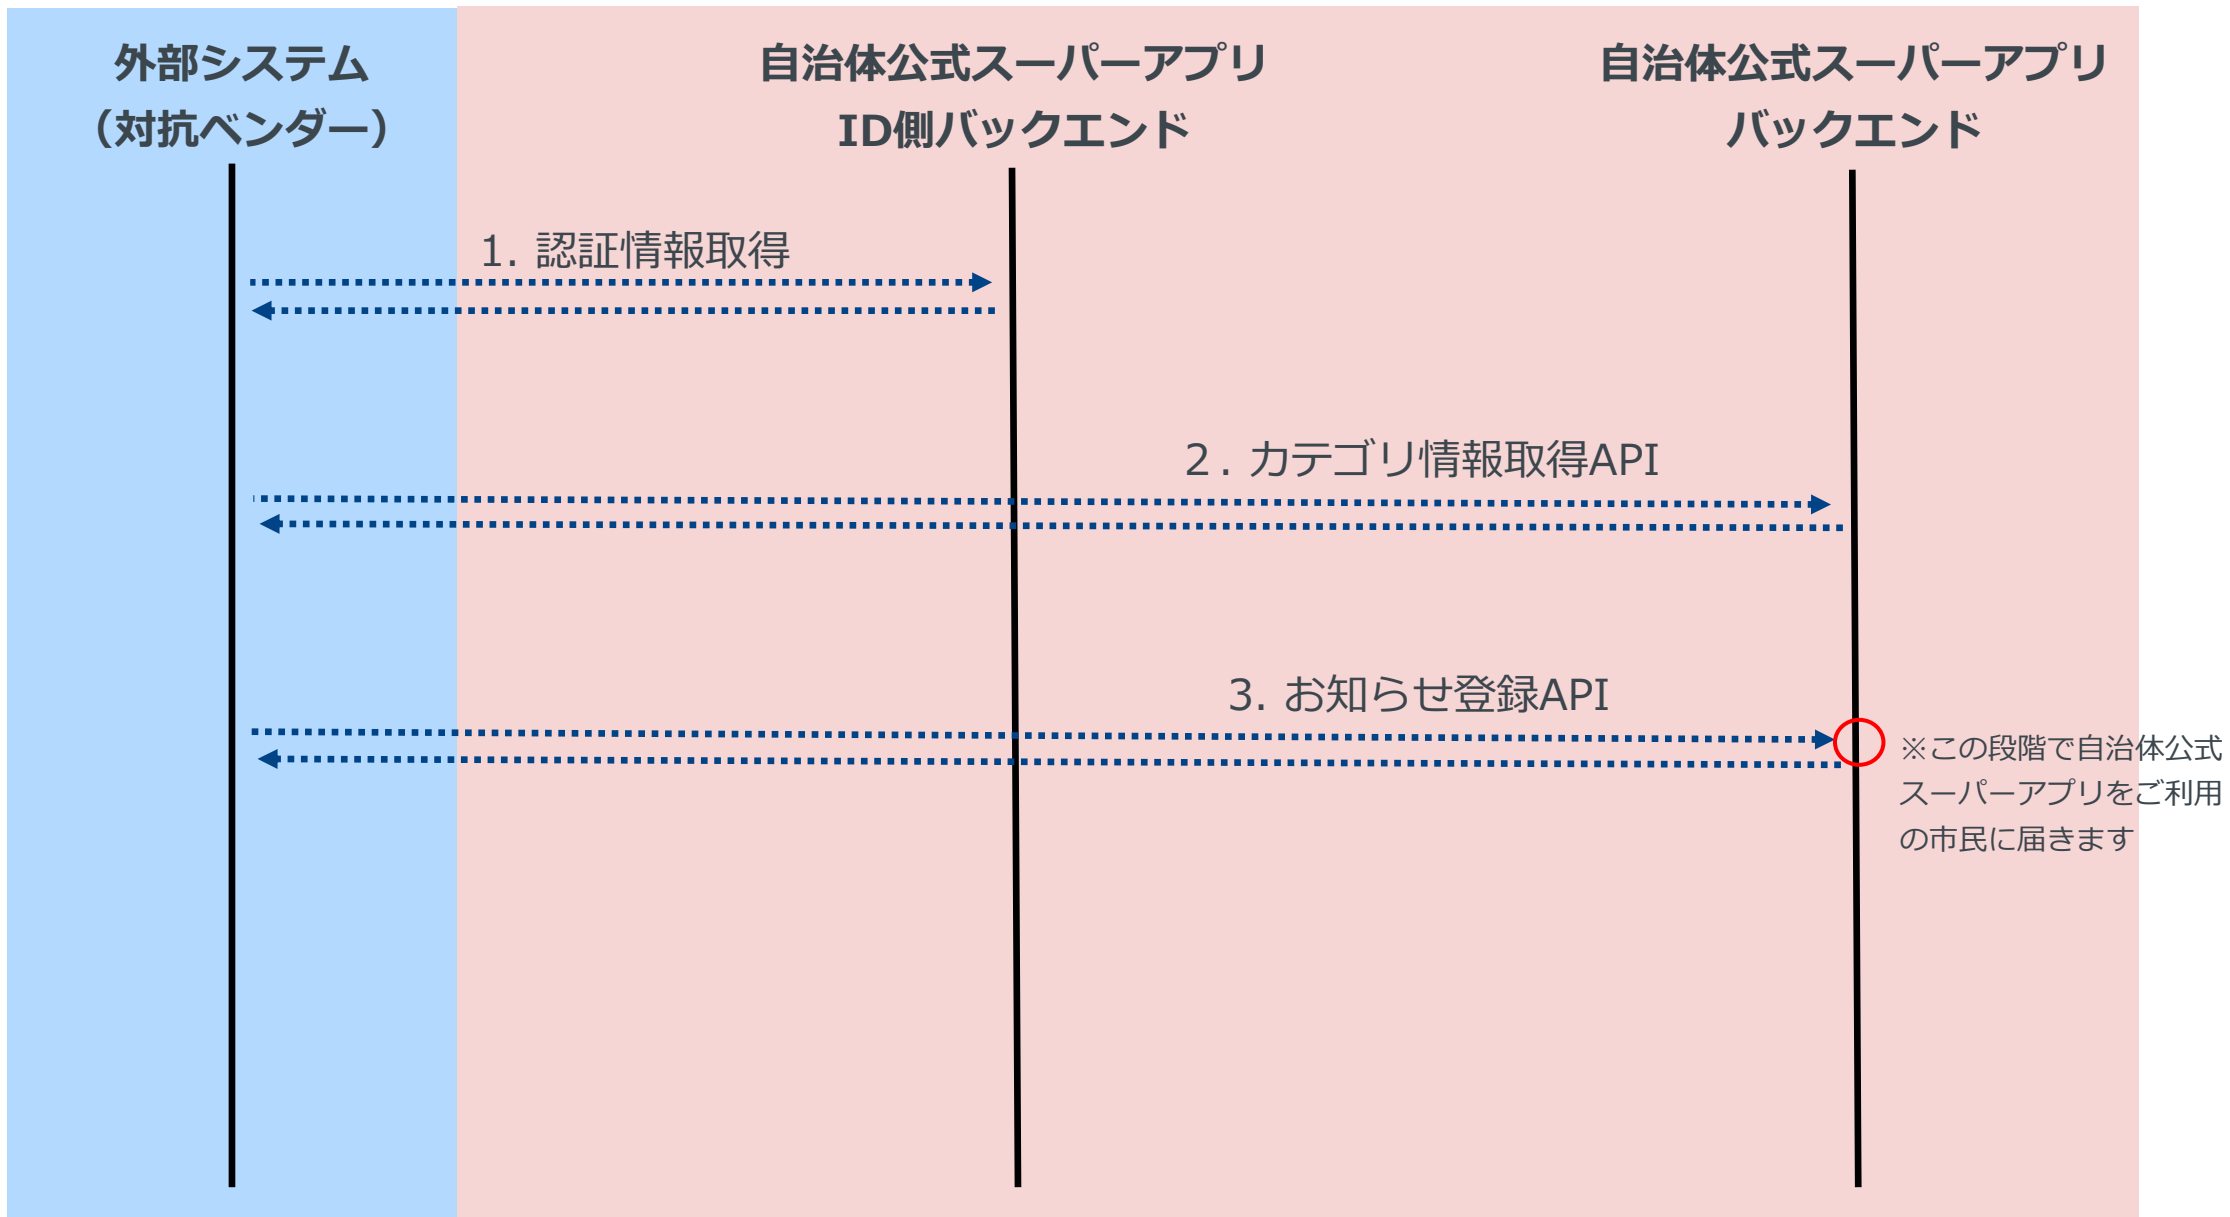 外部システム
（対抗ベンダー）
自治体公式スーパーアプリ
ID側バックエンド
自治体公式スーパーアプリ
バックエンド
1. 認証情報取得
2．カテゴリ情報取得API
3. お知らせ登録API
※この段階で自治体公式
スーパーアプリをご利用
の市民に届きます